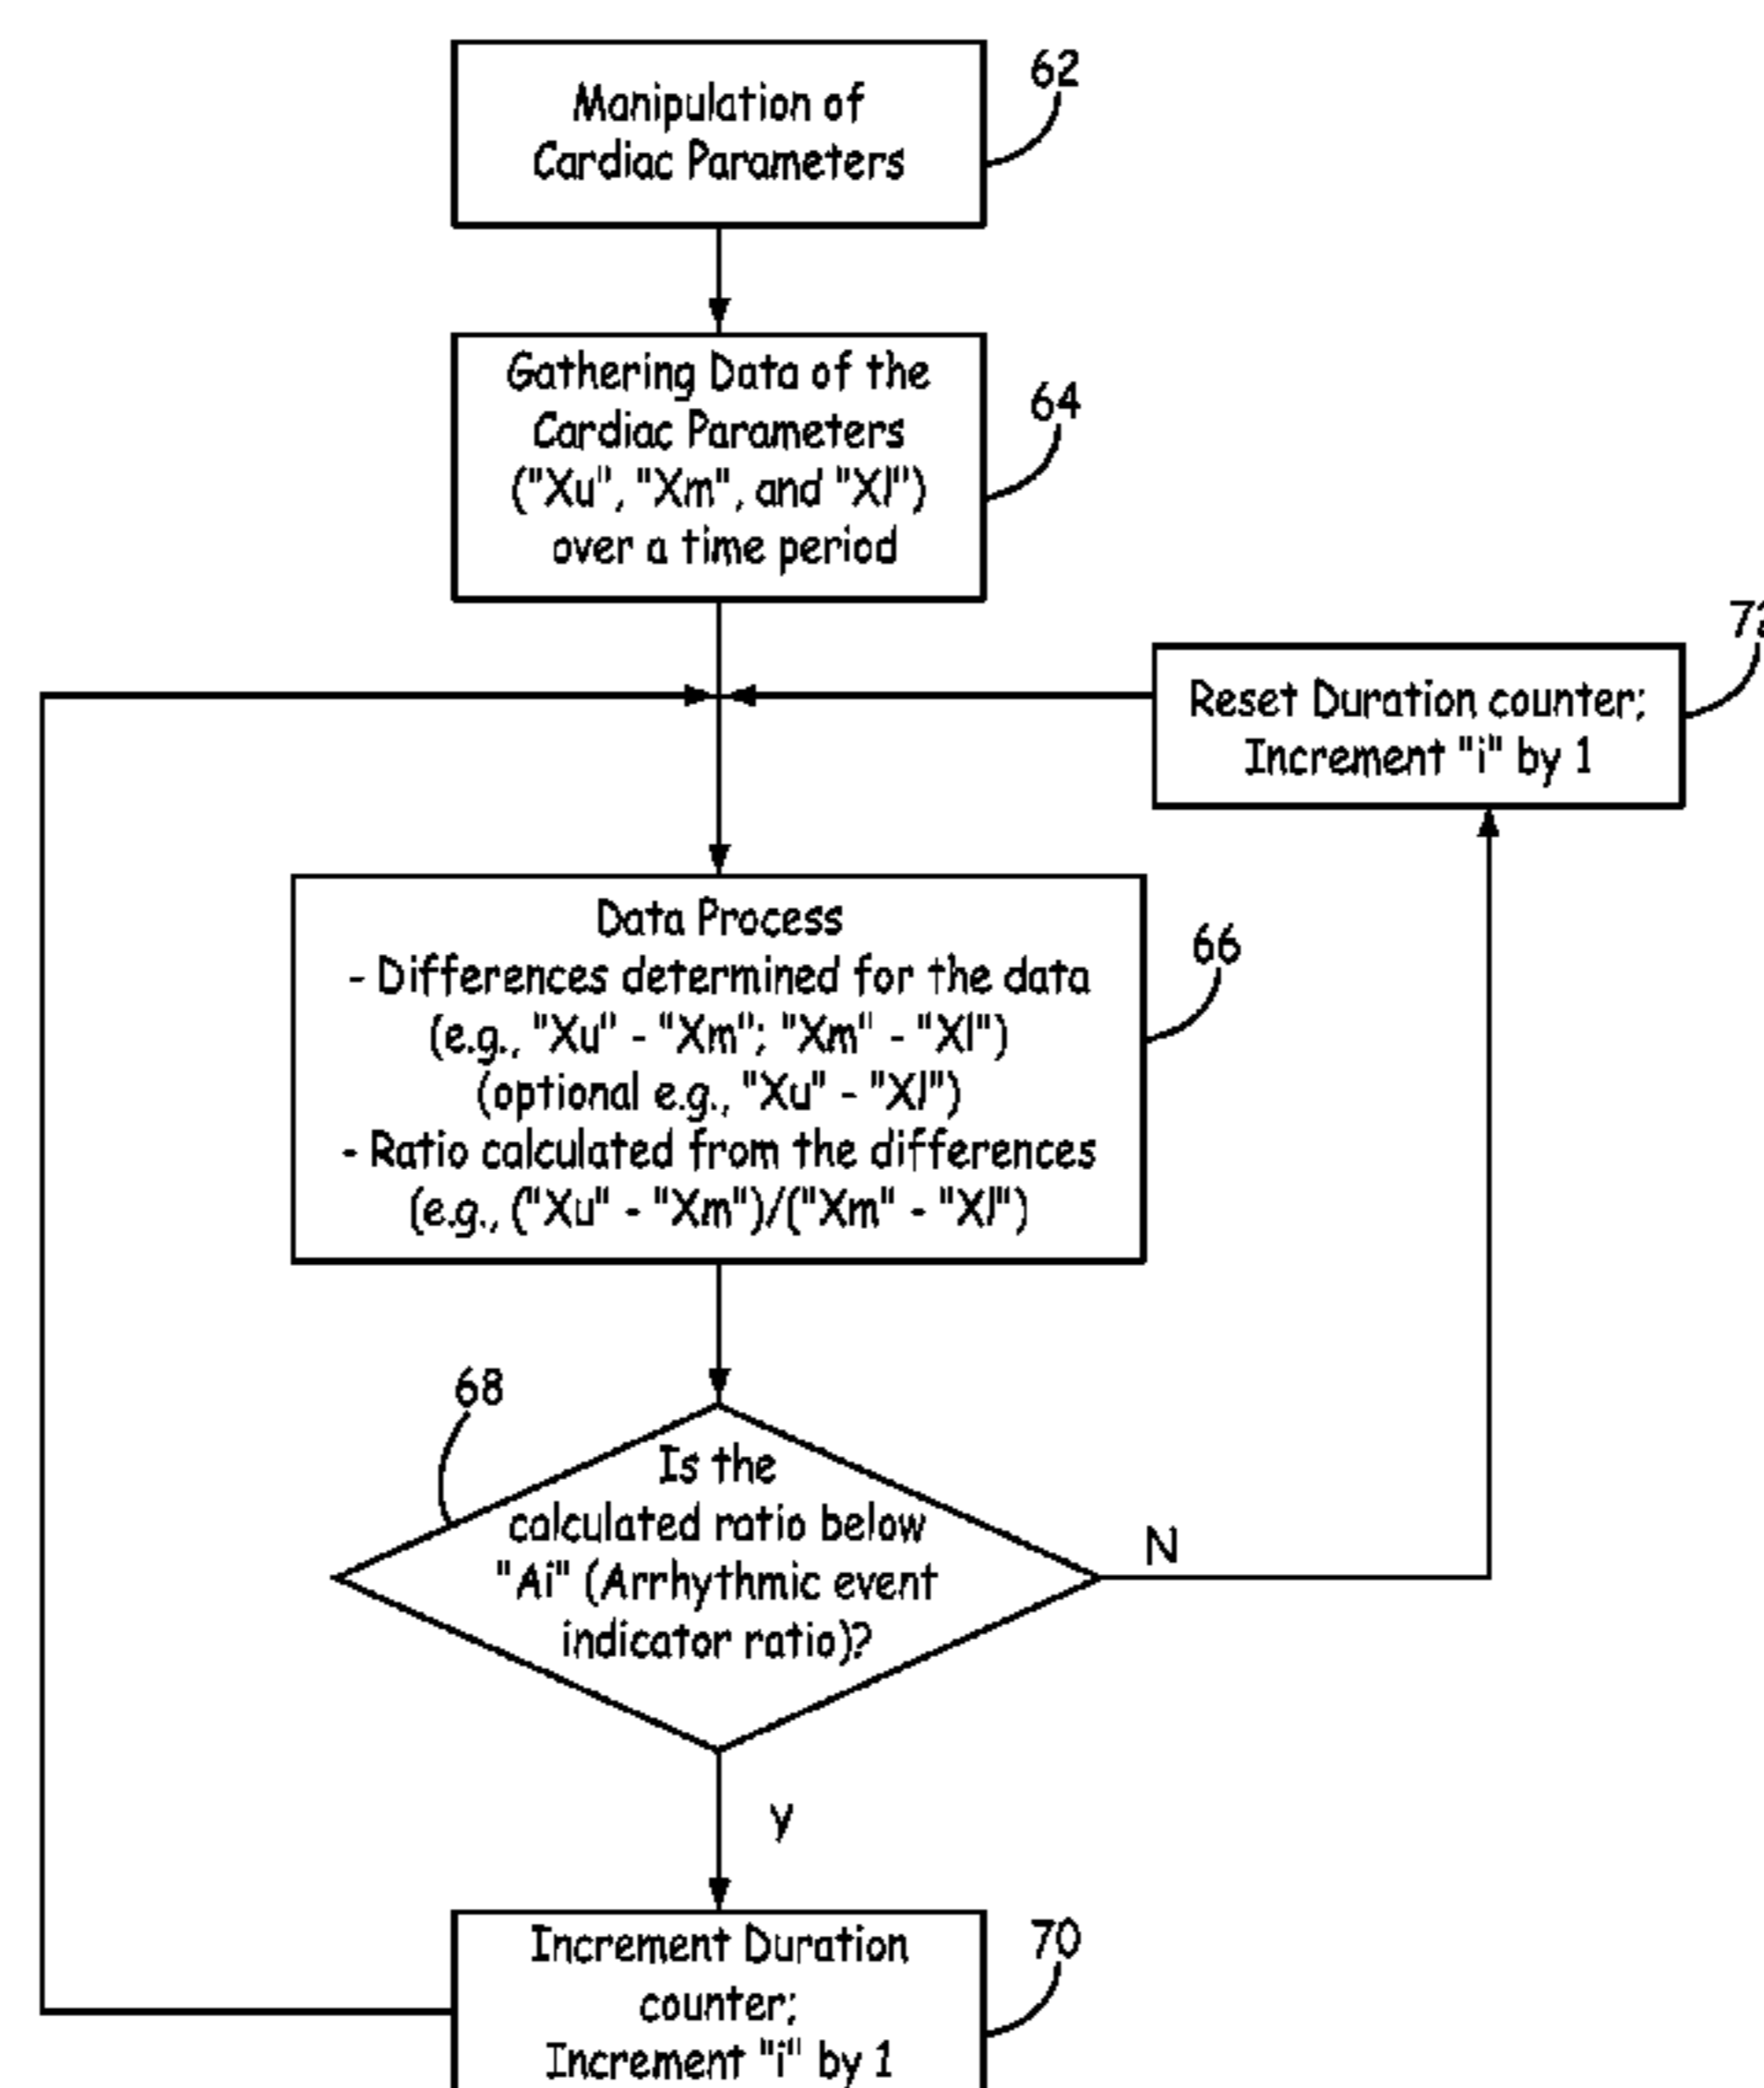 Manipulation of
Cardiac Parameters
62
Gathering Data of the
Cardiac Parameters
("Xu", "Xm", and "Xl")
over a time period
64
Reset Duration counter;
Increment "i" by 1
Data Process
- Differences determined for the data
(e.g., "Xu" - "Xm"; "Xm" - "Xl")
(optional e.g., "Xu" - "Xl")
- Ratio calculated from the differences
(e.g., ("Xu" - "Xm")/("Xm" - "Xl")
66
68
Is the
calculated ratio below
"Ai" (Arrhythmic event
indicator ratio)?
N
y
Increment Duration
counter;
Increment "i" by 1
70